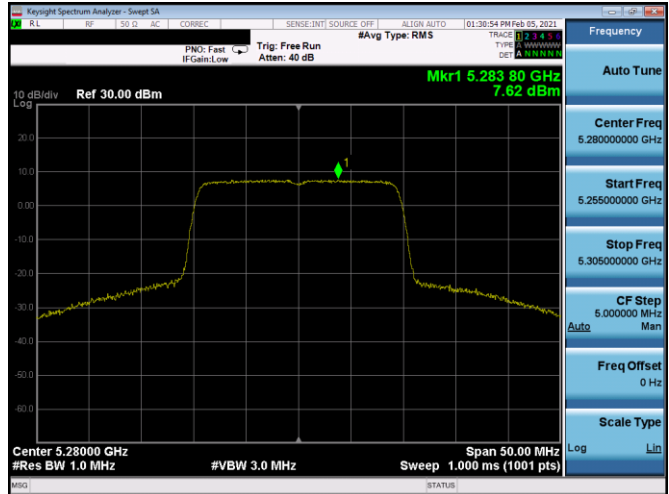 Keysight Spectrum Analyzer - Swept SA
RL RF 50 Ω AC CORREC SENSE:INT SOURCE OFF ALIGN AUTO 01:30:54 PM Feb 05, 2021
#Avg Type: RMS
TRACE 1 2 3 4 5 6
TYPE A WWWWW
DET A N N N N N
PNO: Fast
IFGain:Low
Trig: Free Run
Atten: 40 dB
Mkr1 5.283 80 GHz
7.62 dBm
10 dB/div
Log
Ref 30.00 dBm
20.0
1
0.00
-10.0
-20.0
-30.0
-50.0
-60.0
Center 5.28000 GHz
Span 50.00 MHz
#Res BW 1.0 MHz
#VBW 3.0 MHz
Sweep 1.000 ms (1001 pts)
MSG
STATUS
Frequency
Auto Tune
Center Freq
5.280000000 GHz
Start Freq
5.255000000 GHz
Stop Freq
5.305000000 GHz
CF Step
5.000000 MHz
Auto Man
Freq Offset
0 Hz
Scale Type
Log Lin